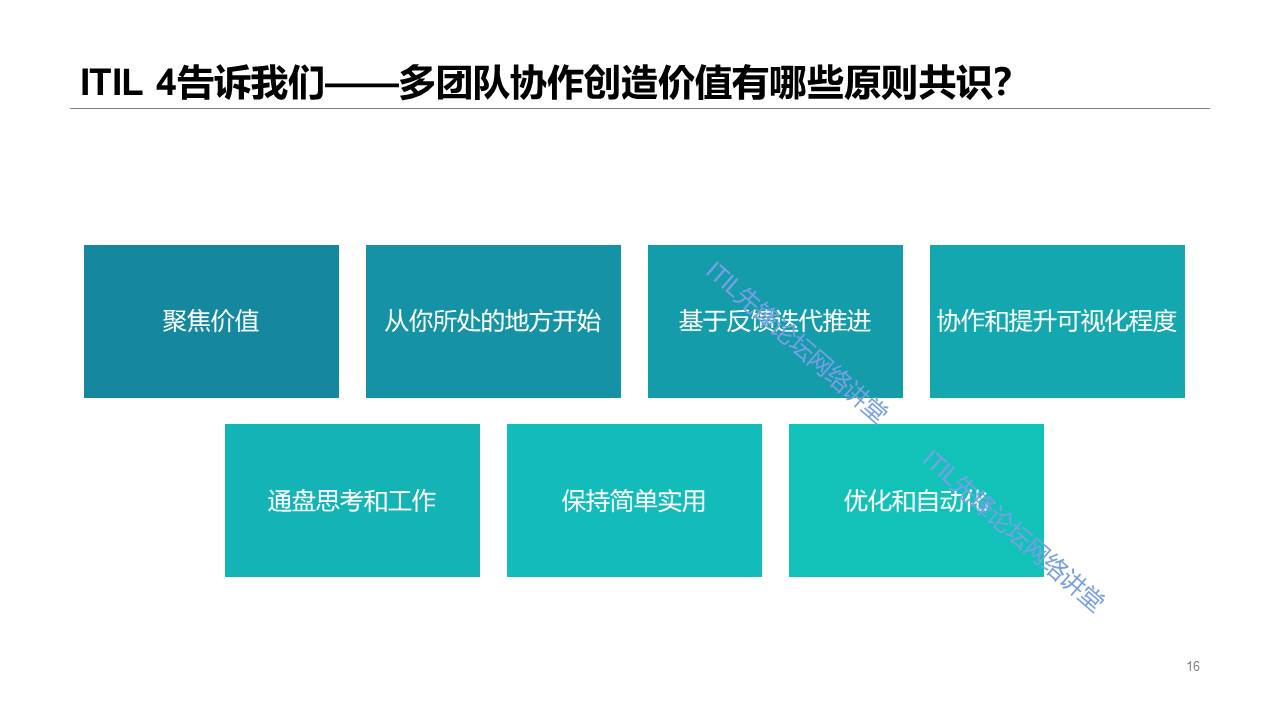 ITIL 4告诉我们——多团队协作创造价值有哪些原则共识？
聚焦价值
从你所处的地方开始
基于反馈迭代推进
协作和提升可视化程度
通盘思考和工作
保持简单实用
优化和自动化
ITIL先锋论坛网络讲堂
ITIL先锋论坛网络讲堂
16